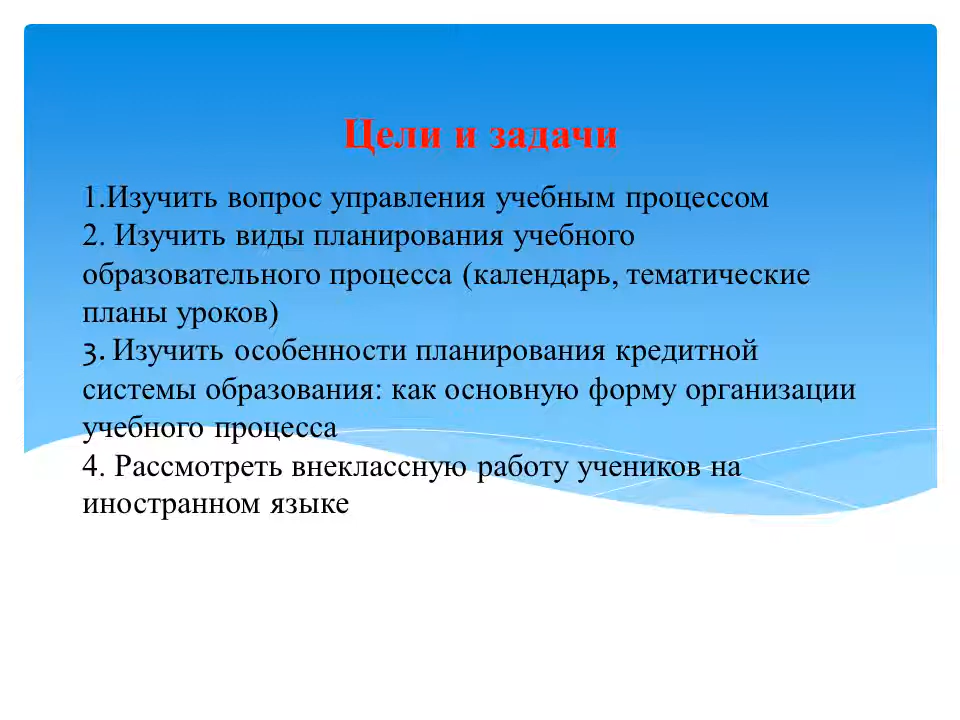 Цели и задачи
1.Изучить вопрос управления учебным процессом
2. Изучить виды планирования учебного
образовательного процесса (календарь, тематические
планы уроков)
3. Изучить особенности планирования кредитной
системы образования: как основную форму организации
учебного процесса
4. Рассмотреть внеклассную работу учеников на
иностранном языке